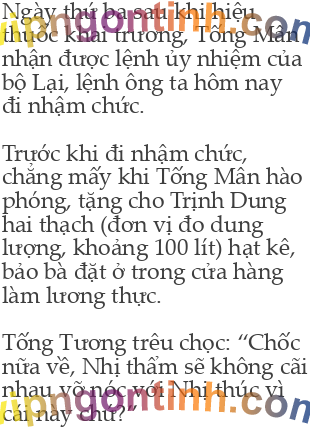 Ngày thứ ba sau khi hiệu
thuốc khai trương, Tống Mân
nhận được lệnh ủy nhiệm của
bộ Lại, lệnh ông ta hôm nay
đi nhậm chức.
Trước khi đi nhậm chức,
chẳng mấy khi Tống Mân hào
phóng, tặng cho Trịnh Dung
hai thạch (đơn vị đo dung
lượng, khoảng 100 lít) hạt kê,
bảo bà đặt ở trong cửa hàng
làm lương thực.
Tống Tương trêu chọc: “Chốc
nữa về, Nhị thẩm sẽ không cãi
nhau vỡ nóc với Nhị thúc vì
cái này chứ?”
vipngontinh.com
vipngontinh.com